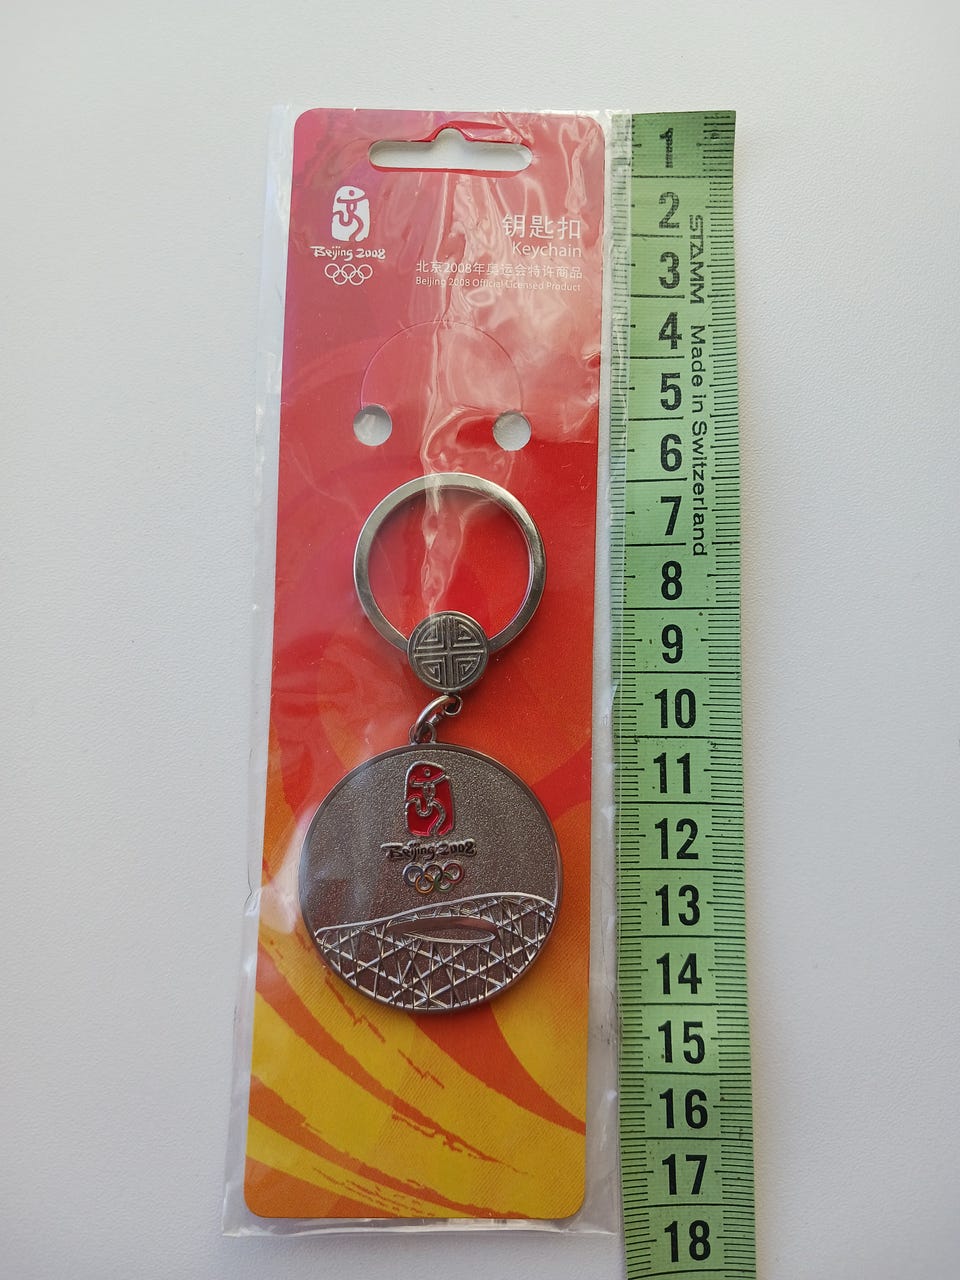 Beijing 2008
钥匙扣
Keychain
北京2008年奥运会特许商品
Beijing 2008 Official Licensed Product
Beijing 2008
1
2
3
4
5
6
7
8
9
10
11
12
13
14
15
16
17
18
STAMM Made in Switzerland